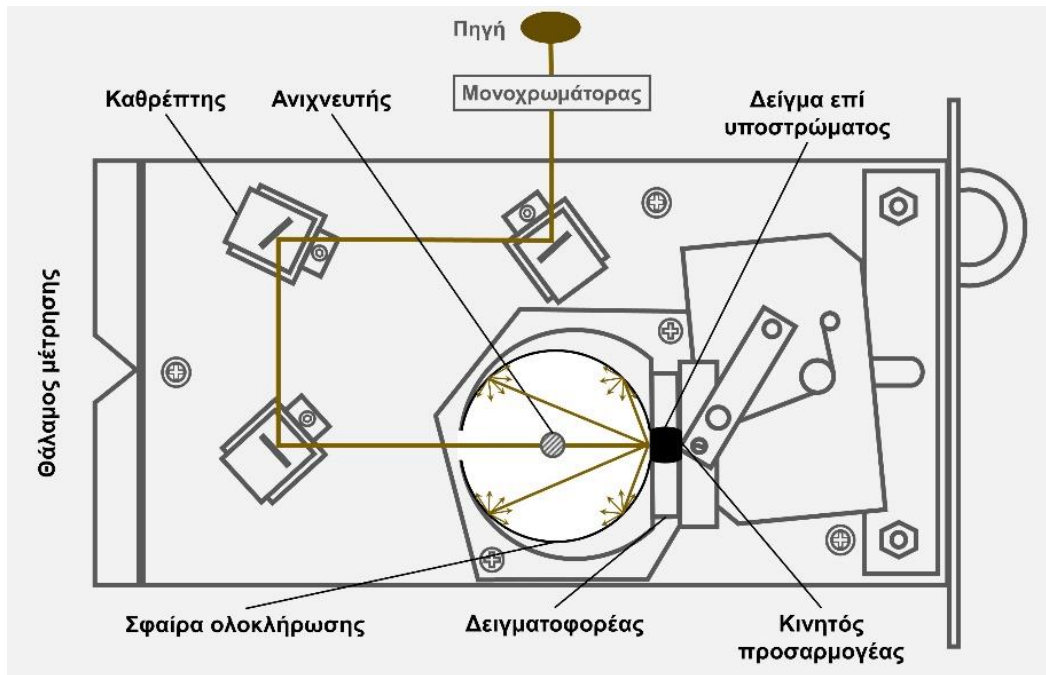 Πηγή
Μονοχρωμάτορας
Καθρέπτης
Ανιχνευτής
Δείγμα επί
υποστρώματος
Θάλαμος μέτρησης
Σφαίρα ολοκλήρωσης
Δειγματοφορέας
Κινητός
προσαρμογέας